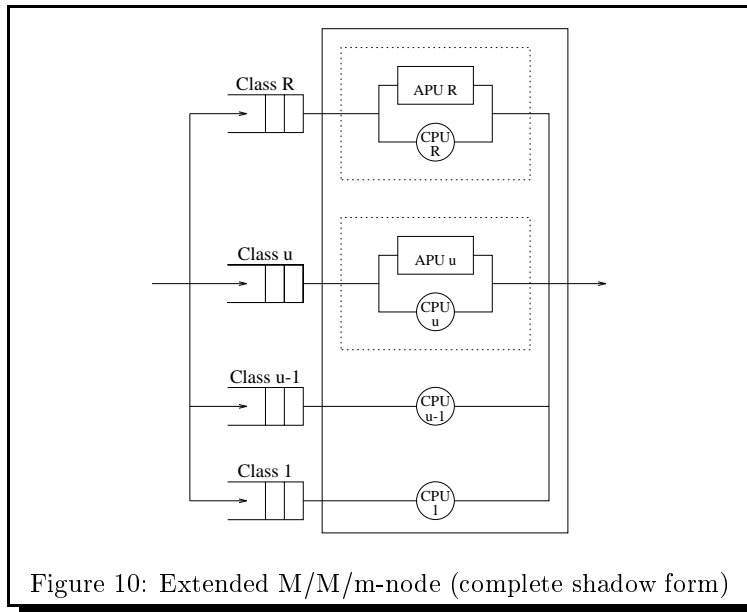 Class R
APU R
CPU
R
Class u
APU u
CPU
u
Class u-1
CPU
u-1
Class 1
CPU
1
Figure 10: Extended M/M/m-node (complete shadow form)